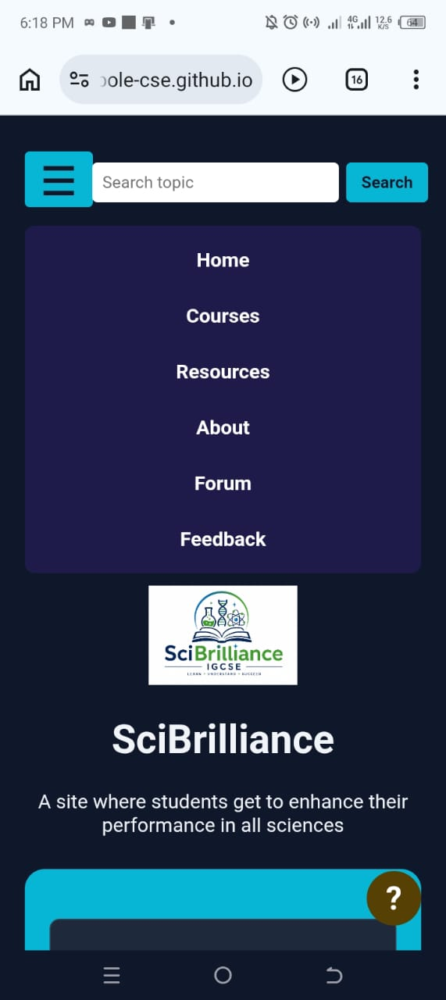 6:18 PM
4G
12.6
K/S
64
ole-cse.github.io
16
Search topic
Search
Home
Courses
Resources
About
Forum
Feedback
SciBrilliance
IGCSE
LEARN • UNDERSTAND • SUCCEED
SciBrilliance
A site where students get to enhance their
performance in all sciences
?